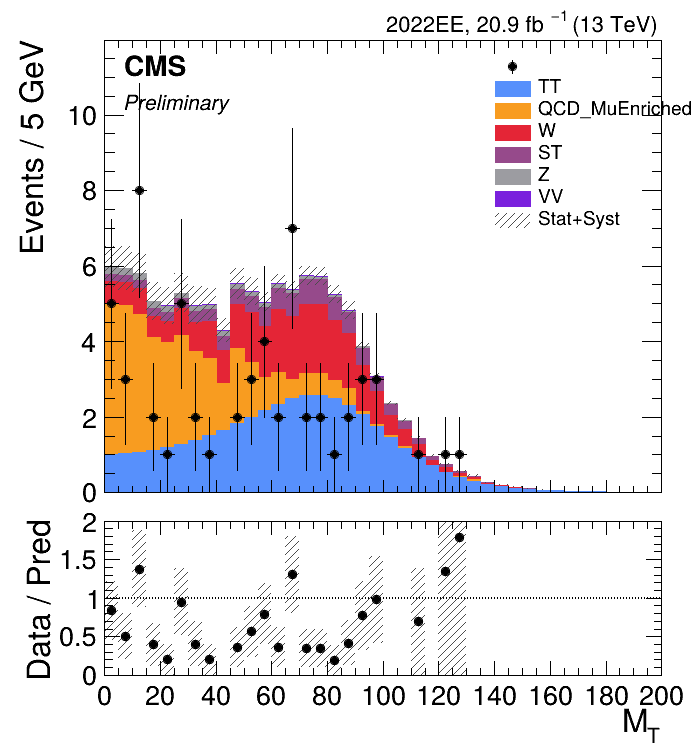 2022EE, 20.9 fb⁻¹ (13 TeV)
CMS
Preliminary
TT
QCD_MuEnriched
W
ST
Z
VV
Stat+Syst
Events / 5 GeV
10
8
6
4
2
0
Data / Pred
2
1.5
1
0.5
0
0 20 40 60 80 100 120 140 160 180 200
M_T